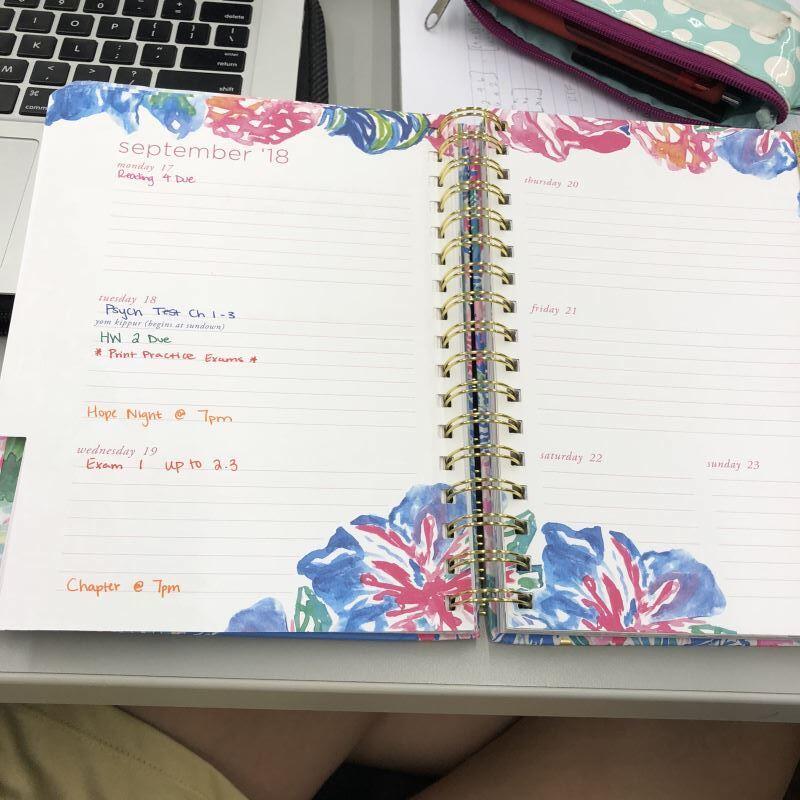 september '18
monday 17
Reading 4 Due
tuesday 18
Psych Test Ch 1-3
yom kippur (begins at sundown)
HW 2 Due
* Print Practice Exams *
Hope Night @ 7pm
wednesday 19
Exam 1 up to 2.3
Chapter @ 7pm
thursday 20
friday 21
saturday 22
sunday 23
delete
enter
return
shift
O
P
K
L
M
comm